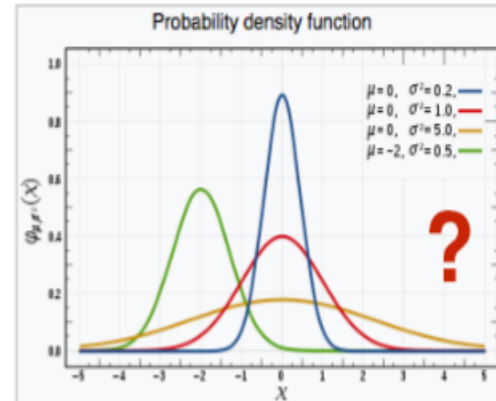 Probability density function
1.0
0.8
0.6
0.4
0.2
0.0
φμ,σ²(x)
μ=0, σ²=0.2,
μ=0, σ²=1.0,
μ=0, σ²=5.0,
μ=-2, σ²=0.5,
?
-5 -4 -3 -2 -1 0 1 2 3 4 5
x